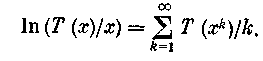 ln (T (x)/x) = ∞∑k=1 T (x^k)/k.